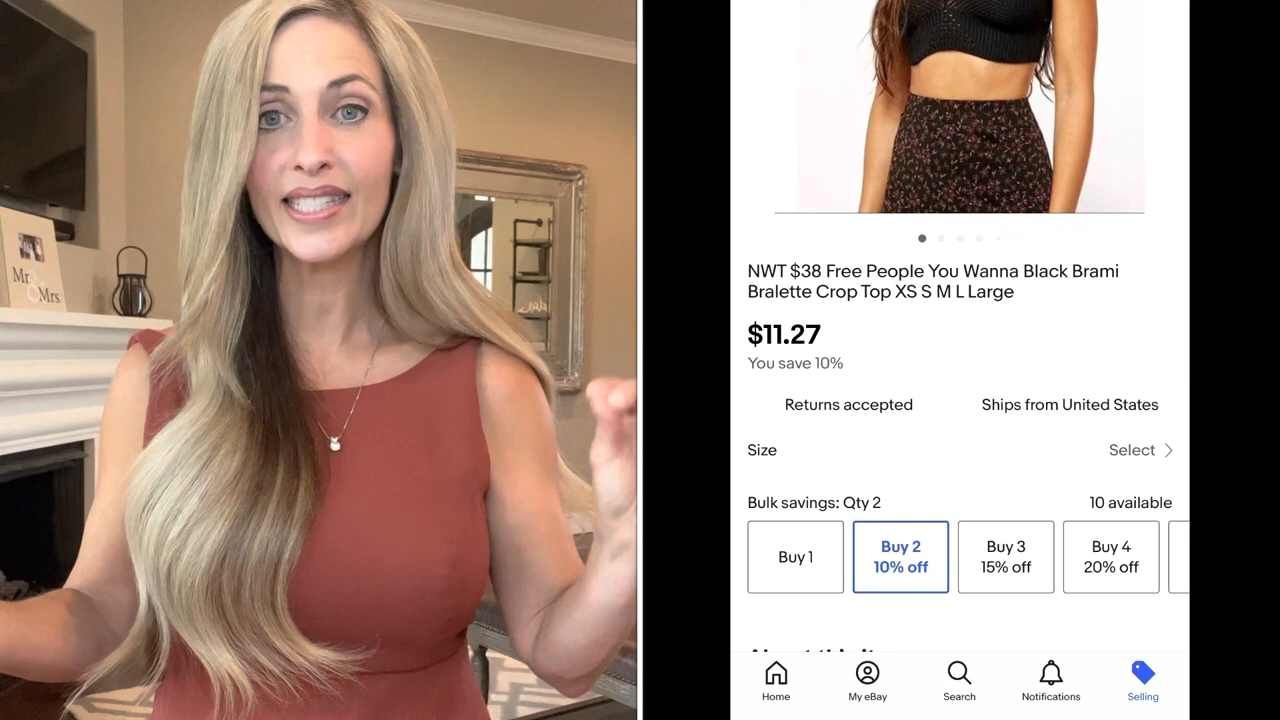 Mr
&
Mrs
NWT $38 Free People You Wanna Black Brami
Bralette Crop Top XS S M L Large
$11.27
You save 10%
Returns accepted
Ships from United States
Size
Select
Bulk savings: Qty 2
10 available
Buy 1
Buy 2
10% off
Buy 3
15% off
Buy 4
20% off
Home
My eBay
Search
Notifications
Selling